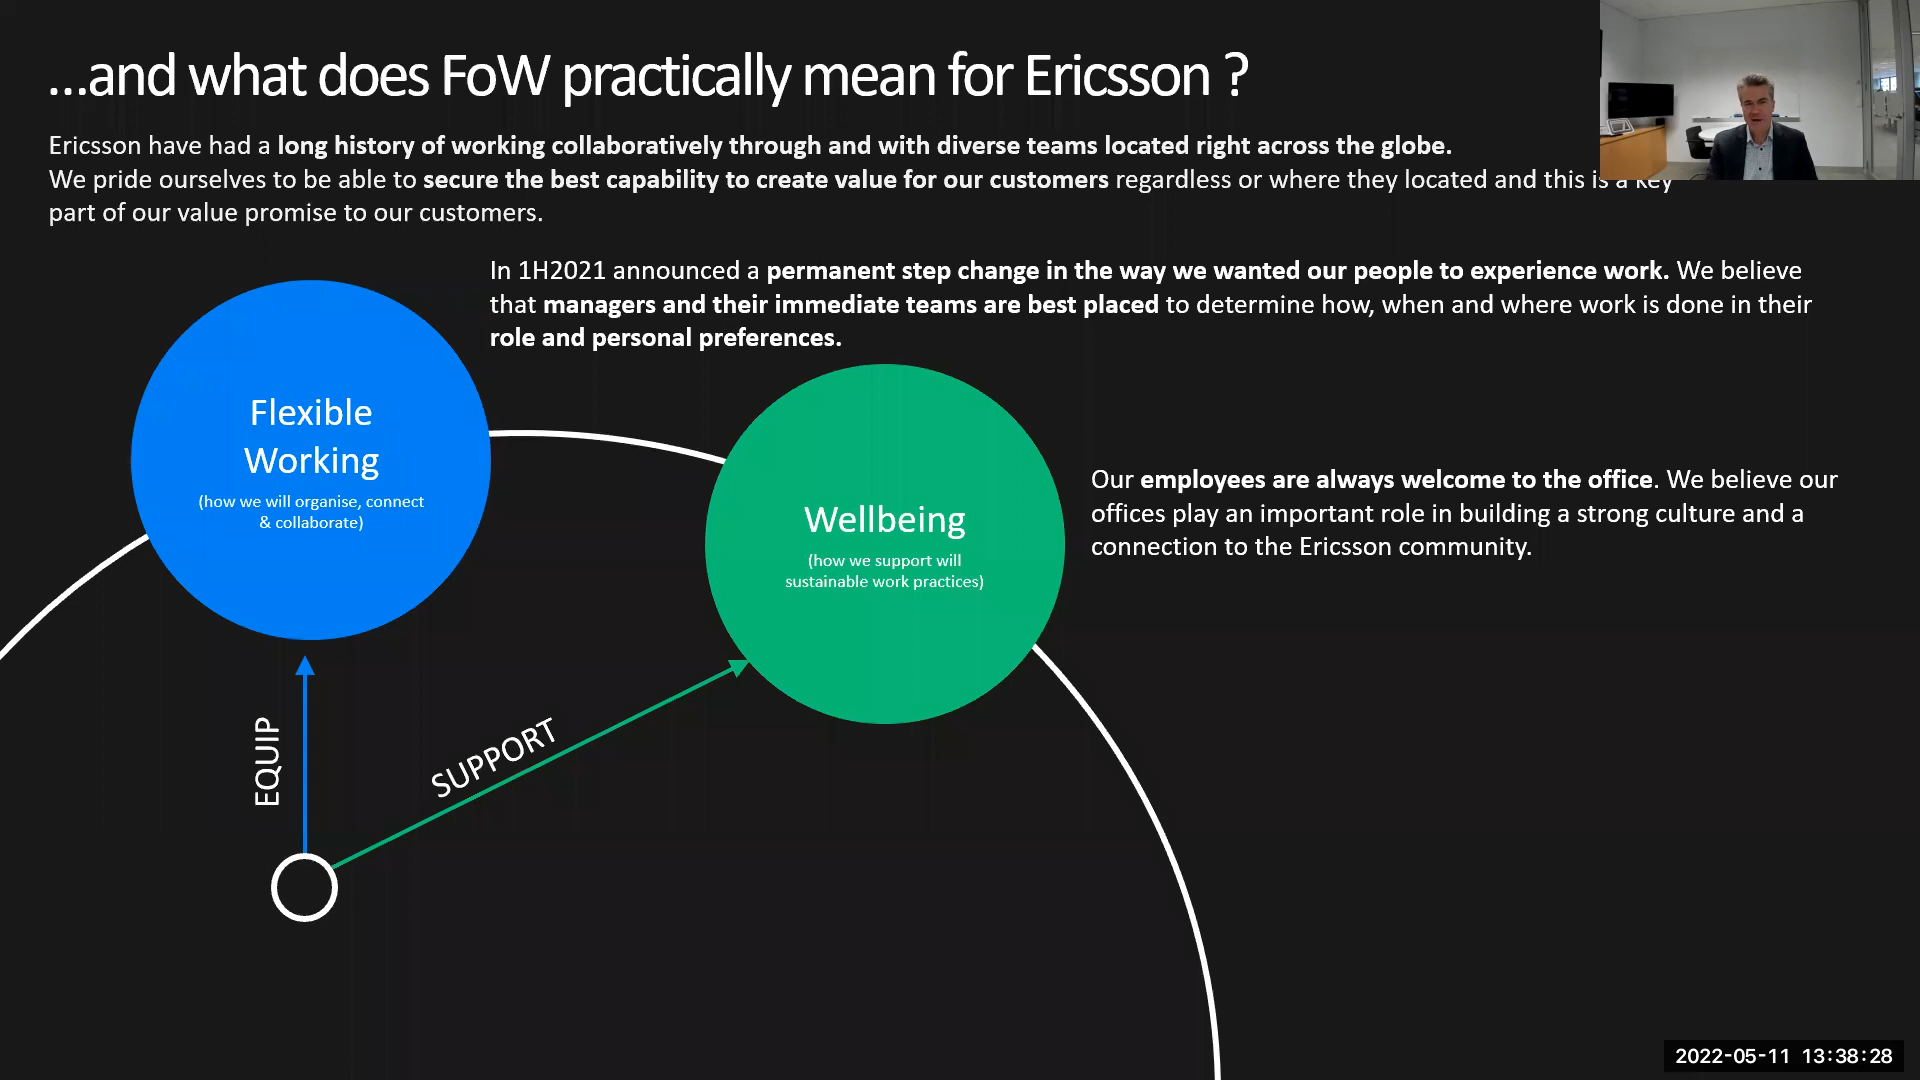 ...and what does FoW practically mean for Ericsson ?
Ericsson have had a long history of working collaboratively through and with diverse teams located right across the globe.
We pride ourselves to be able to secure the best capability to create value for our customers regardless or where they located and this is a key
part of our value promise to our customers.
In 1H2021 announced a permanent step change in the way we wanted our people to experience work. We believe
that managers and their immediate teams are best placed to determine how, when and where work is done in their
role and personal preferences.
Flexible
Working
(how we will organise, connect
& collaborate)
Wellbeing
(how we support will
sustainable work practices)
Our employees are always welcome to the office. We believe our
offices play an important role in building a strong culture and a
connection to the Ericsson community.
EQUIP
SUPPORT
2022-05-11 13:38:28